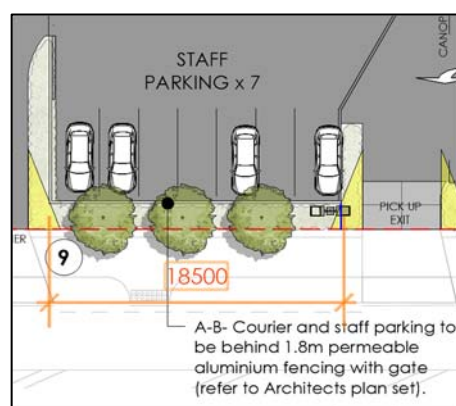 CANOP
STAFF
PARKING x 7
PICK UP
EXIT
ER
9
18500
A-B- Courier and staff parking to
be behind 1.8m permeable
aluminium fencing with gate
(refer to Architects plan set).